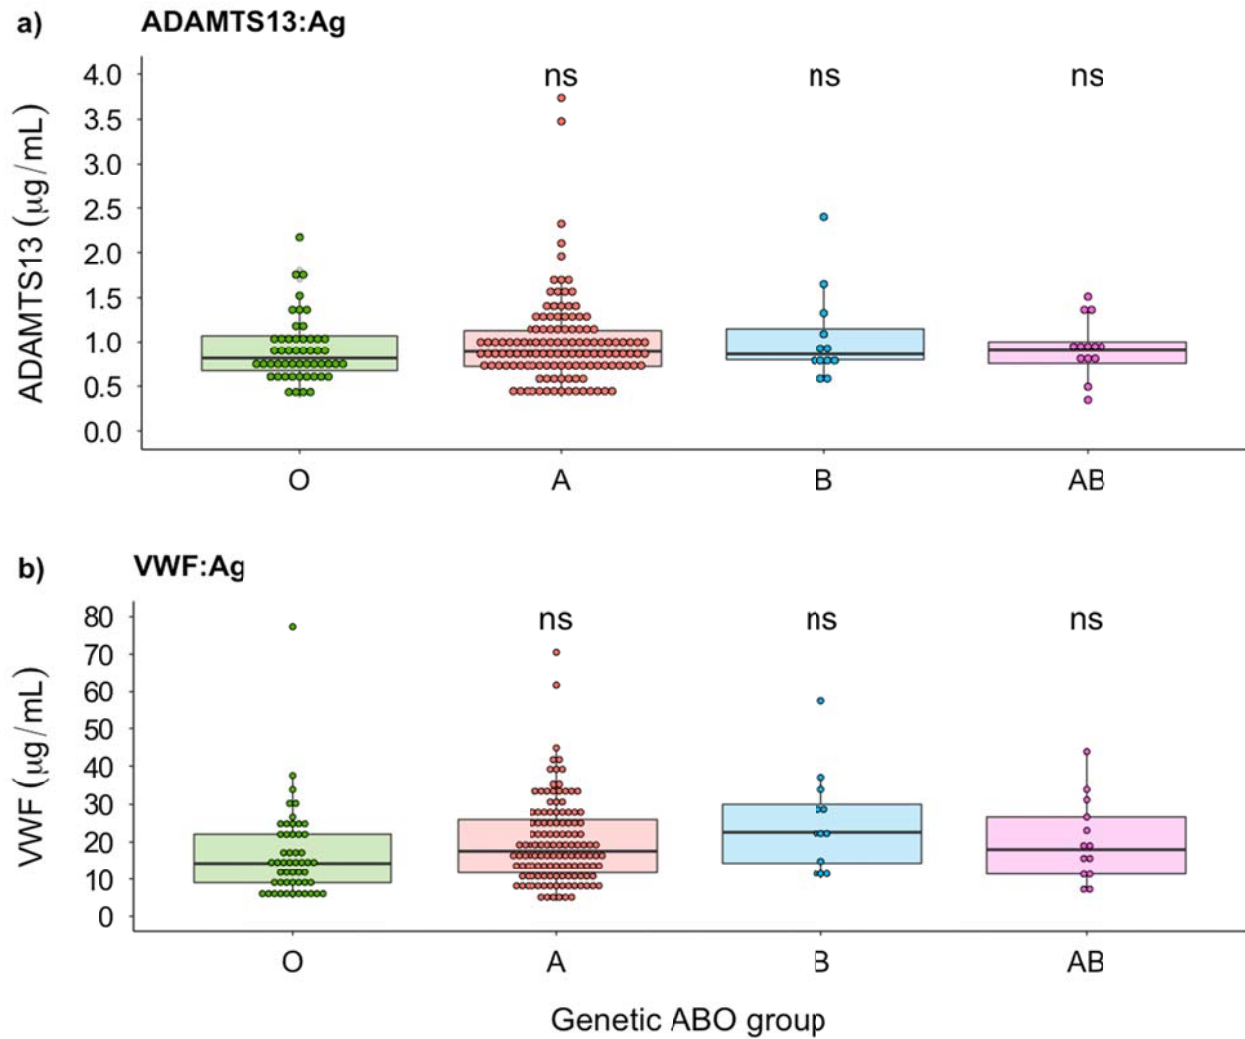 a) ADAMTS13:Ag
ADAMTS13 (µg/mL)
4.0
3.5
3.0
2.5
2.0
1.5
1.0
0.5
0.0
ns ns ns
O A B AB
b) VWF:Ag
VWF (µg/mL)
80
70
60
50
40
30
20
10
0
ns ns ns
O A B AB
Genetic ABO group